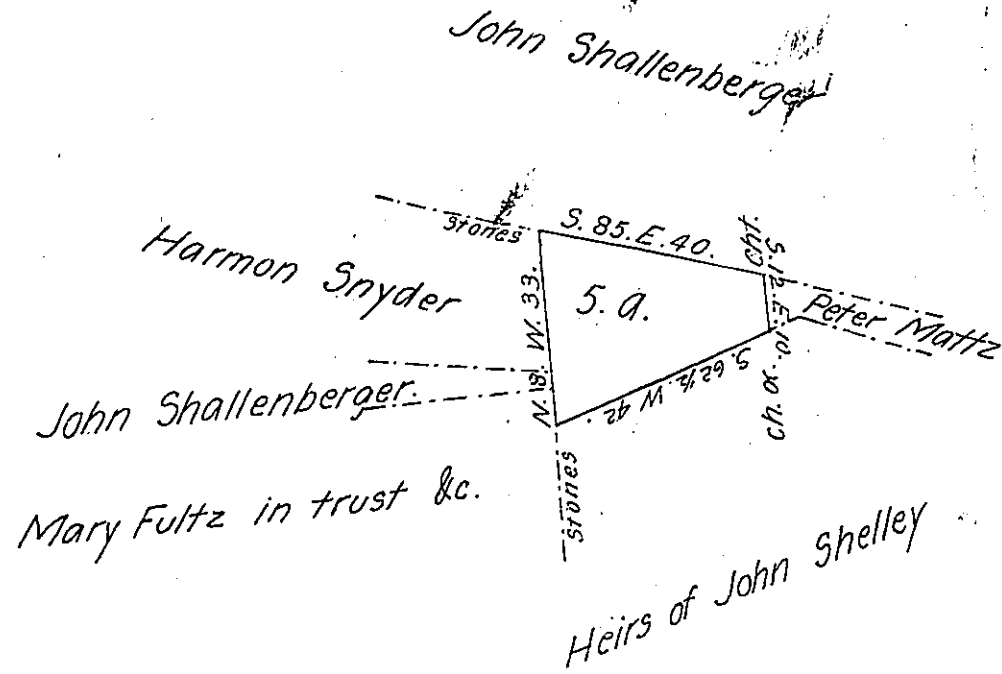 John Shallenberger
stones
S. 85. E. 40.
Cht.
Harmon Snyder
N. 18. W. 33.
5. a.
S. 12. E. 10.
Peter Mattz
S. 62½. W 42.
John Shallenberger.
Ch. O.
stones
Mary Fultz in trust &c.
Heirs of John Shelley